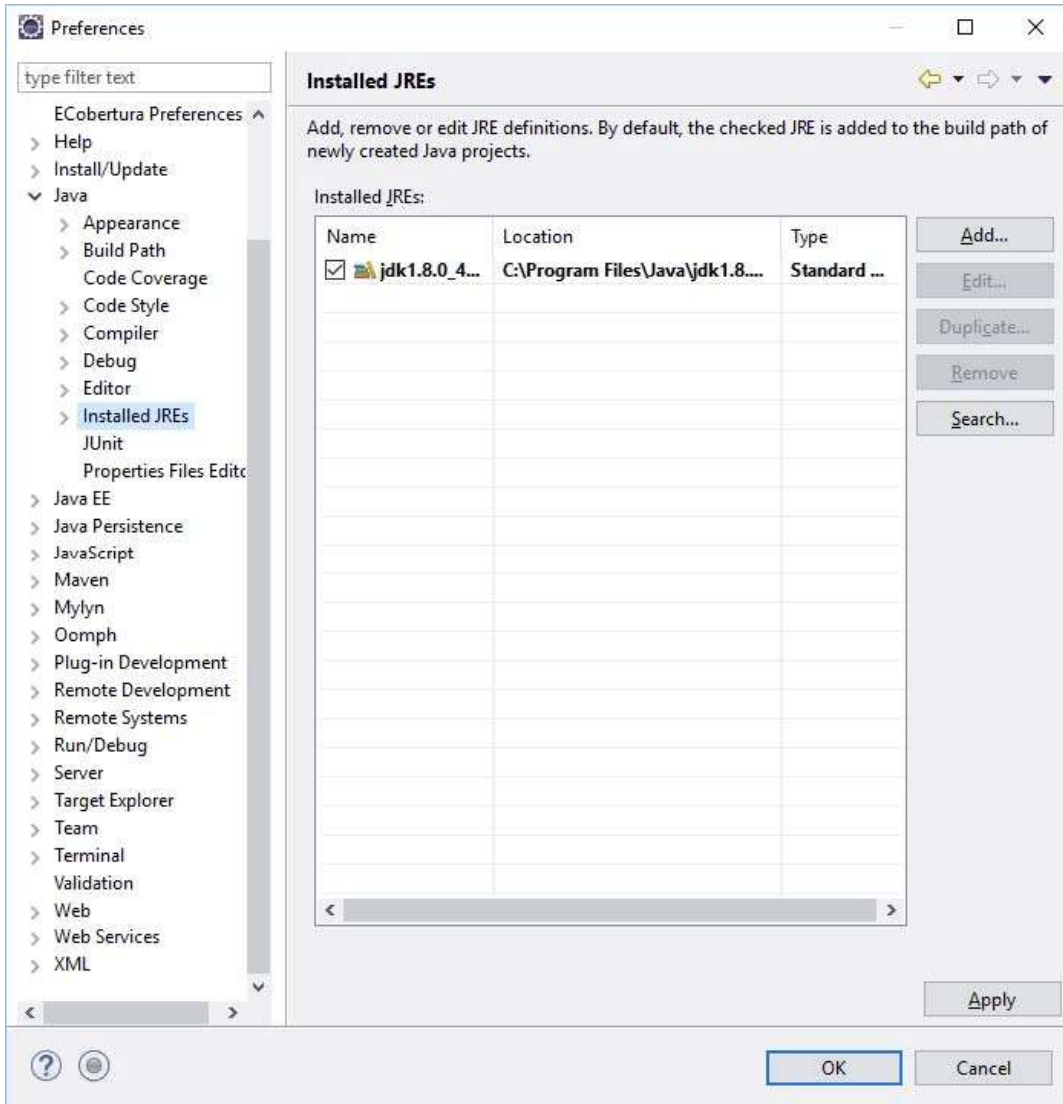 Preferences
type filter text
ECobertura Preferences
Help
Install/Update
Java
Appearance
Build Path
Code Coverage
Code Style
Compiler
Debug
Editor
Installed JREs
JUnit
Properties Files Edito
Java EE
Java Persistence
JavaScript
Maven
Mylyn
Oomph
Plug-in Development
Remote Development
Remote Systems
Run/Debug
Server
Target Explorer
Team
Terminal
Validation
Web
Web Services
XML
Installed JREs
Add, remove or edit JRE definitions. By default, the checked JRE is added to the build path of
newly created Java projects.
Installed JREs:
Name Location Type
jdk1.8.0_4... C:\Program Files\Java\jdk1.8.... Standard ...
Add...
Edit...
Duplicate...
Remove
Search...
Apply
OK Cancel